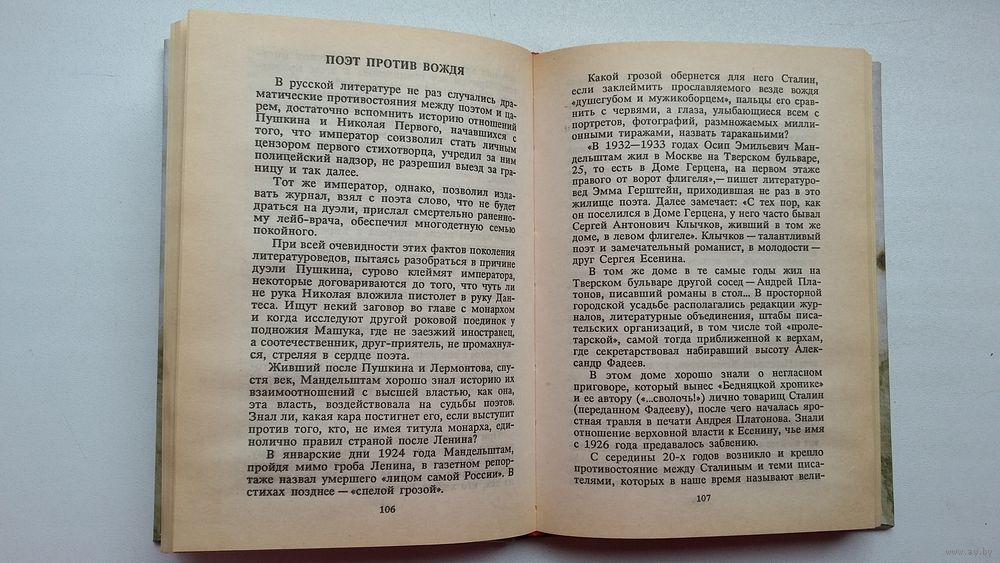 ПОЭТ ПРОТИВ ВОЖДЯ
В русской литературе не раз случались дра-
матические противостояния между поэтом и ца-
рем, достаточно вспомнить историю отношений
Пушкина и Николая Первого, начавшихся с
того, что император соизволил стать личным
цензором первого стихотворца, учредил за ним
полицейский надзор, не разрешил выезд за гра-
ницу и так далее.
Тот же император, однако, позволил изда-
вать журнал, взял с поэта слово, что не будет
драться на дуэли, прислал смертельно раненно-
му лейб-врача, обеспечил многодетную семью
покойного.
При всей очевидности этих фактов поколения
литературоведов, пытаясь разобраться в причине
дуэли Пушкина, сурово клеймят императора,
некоторые договариваются до того, что чуть ли
не рука Николая вложила пистолет в руку Дан-
теса. Ищут некий заговор во главе с монархом
и когда исследуют другой роковой поединок у
подножия Машука, где не заезжий иностранец,
а соотечественник, друг-приятель, не промахнул-
ся, стреляя в сердце поэта.
Живший после Пушкина и Лермонтова, спу-
стя век, Мандельштам хорошо знал историю их
взаимоотношений с высшей властью, как она,
эта власть, воздействовала на судьбы поэтов.
Знал ли, какая кара постигнет его, если выступит
против того, кто, не имея титула монарха, еди-
нолично правил страной после Ленина?
В январские дни 1924 года Мандельштам,
пройдя мимо гроба Ленина, в газетном репор-
таже назвал умершего «лицом самой России». В
стихах позднее — «спелой грозой».
106
Какой грозой обернется для него Сталин,
если заклеймить прославляемого везде вождя
«душегубом и мужикоборцем», пальцы его срав-
нить с червями, а глаза, улыбающиеся всем с
портретов, фотографий, размножаемых милли-
онными тиражами, назвать тараканьими?
«В 1932—1933 годах Осип Эмильевич Ман-
дельштам жил в Москве на Тверском бульваре,
25, то есть в Доме Герцена, на первом этаже
правого от ворот флигеля»,— пишет литературо-
вед Эмма Герштейн, приходившая не раз в это
жилище поэта. Далее замечает: «С тех пор, как
он поселился в Доме Герцена, у него часто бывал
Сергей Антонович Клычков, живший в том же
доме, в левом флигеле». Клычков — талантливый
поэт и замечательный романист, в молодости —
друг Сергея Есенина.
В том же доме в те самые годы жил на
Тверском бульваре другой сосед — Андрей Пла-
тонов, писавший романы в стол... В просторной
городской усадьбе располагались редакции жур-
налов, литературные объединения, штабы писа-
тельских организаций, в том числе той «проле-
тарской», самой тогда приближенной к верхам,
где секретарствовал набиравший высоту Алек-
сандр Фадеев.
В этом доме хорошо знали о негласном
приговоре, который вынес «Бедняцкой хронике»
и ее автору («...сволочь!») лично товарищ Сталин
(переданном Фадееву), после чего началась ярост-
ная травля в печати Андрея Платонова. Знали
отношение верховной власти к Есенину, чье имя
с 1926 года предавалось забвению.
С середины 20-х годов возникло и крепло
противостояние между Сталиным и теми писа-
телями, которых в наше время называют вели-
107
www.ay.by